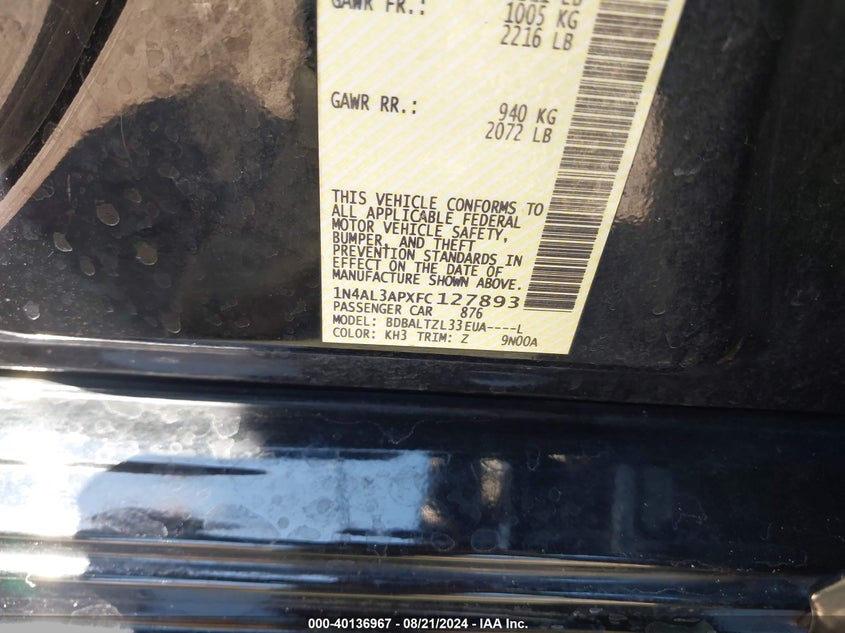 GAWR FR.: 1005 KG
2216 LB
GAWR RR.: 940 KG
2072 LB
THIS VEHICLE CONFORMS TO
ALL APPLICABLE FEDERAL
MOTOR VEHICLE SAFETY,
BUMPER, AND THEFT
PREVENTION STANDARDS IN
EFFECT ON THE DATE OF
MANUFACTURE SHOWN ABOVE.
1N4AL3APXFC127893
PASSENGER CAR 876
MODEL: BDBALTZL33EUA----L
COLOR: KH3 TRIM: Z 9N00A
000-40136967 - 08/21/2024 - IAA Inc.